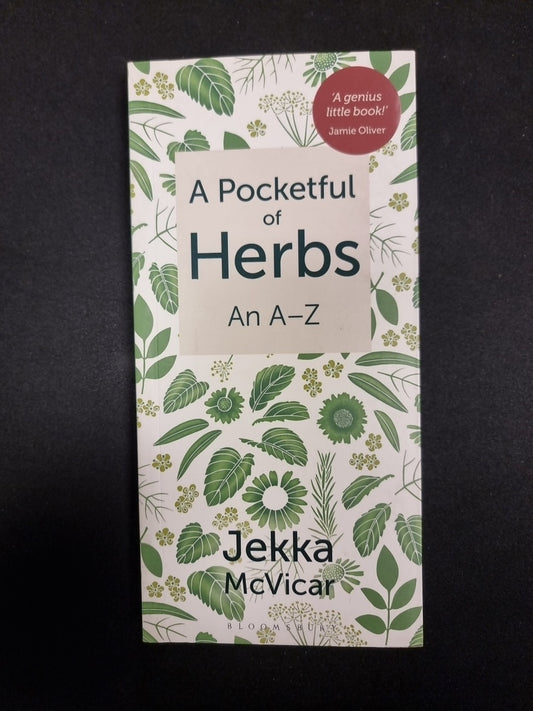 'A genius
little book!'
Jamie Oliver
A Pocketful
of
Herbs
An A–Z
Jekka
McVicar
BLOOMSBURY